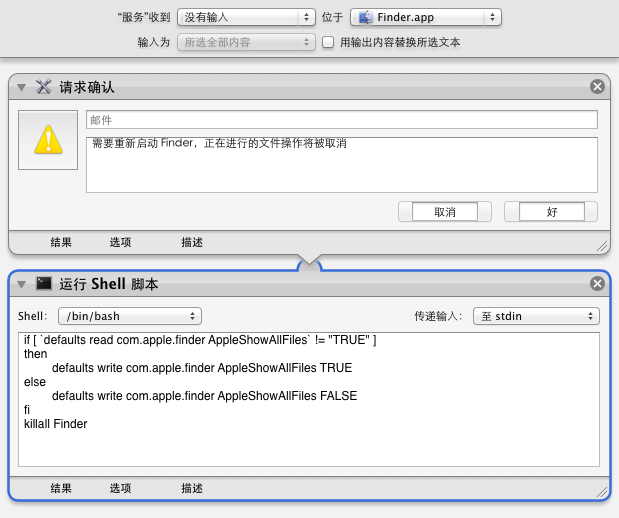 “服务”收到 没有输入 位于 Finder.app
输入为 所选全部内容 用输出内容替换所选文本
请求确认
邮件
需要重新启动 Finder，正在进行的文件操作将被取消
取消 好
结果 选项 描述
运行 Shell 脚本
Shell： /bin/bash 传递输入： 至 stdin
if [ `defaults read com.apple.finder AppleShowAllFiles` != "TRUE" ]
then
defaults write com.apple.finder AppleShowAllFiles TRUE
else
defaults write com.apple.finder AppleShowAllFiles FALSE
fi
killall Finder
结果 选项 描述